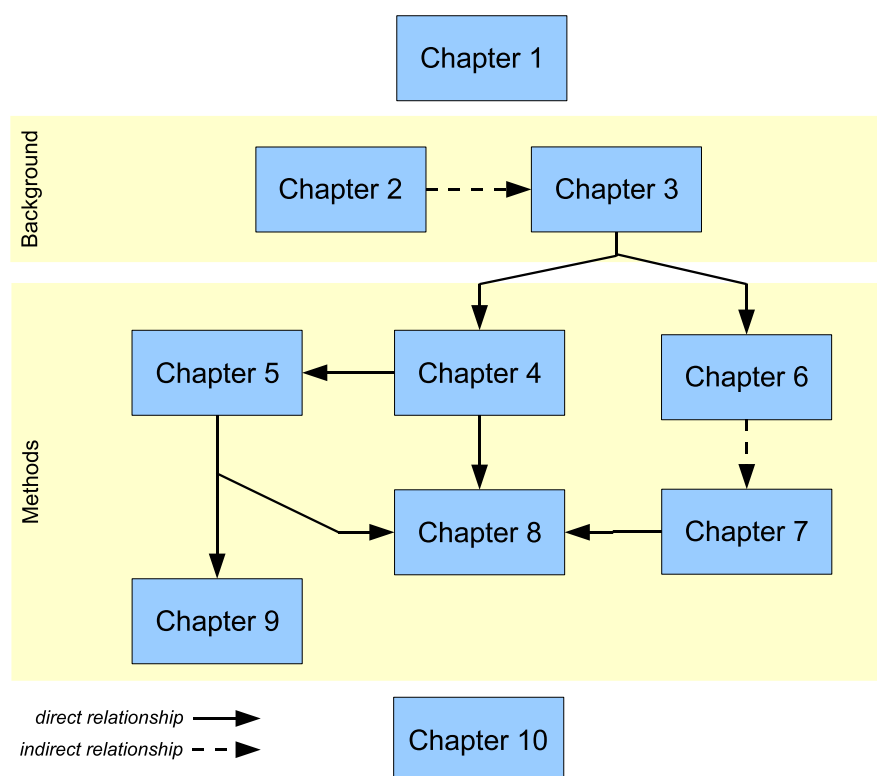 Chapter 1
Background
Chapter 2
Chapter 3
Methods
Chapter 5
Chapter 4
Chapter 6
Chapter 8
Chapter 7
Chapter 9
direct relationship
indirect relationship
Chapter 10